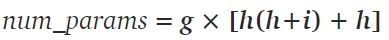 num_params = g × [h(h+i) + h]